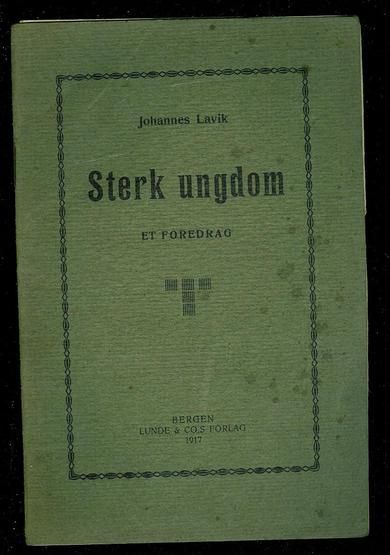 Johannes Lavik
Sterk ungdom
ET FOREDRAG
BERGEN
LUNDE & CO,S FORLAG
1917